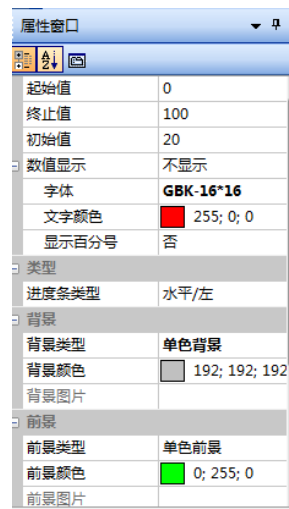 属性窗口
起始值 0
终止值 100
初始值 20
数值显示 不显示
字体 GBK-16*16
文字颜色 255; 0; 0
显示百分号 否
类型
进度条类型 水平/左
背景
背景类型 单色背景
背景颜色 192; 192; 192
背景图片
前景
前景类型 单色前景
前景颜色 0; 255; 0
前景图片